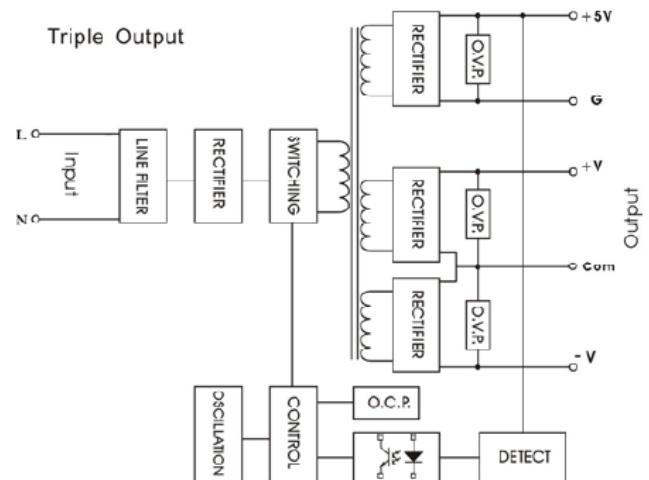 Triple Output
L
N
Input
LINE FILTER
RECTIFIER
SWITCHING
RECTIFIER
O.V.P.
+5V
G
RECTIFIER
O.V.P.
+V
Com
Output
RECTIFIER
D.V.P.
- V
OSCILLATION
CONTROL
O.C.P.
DETECT